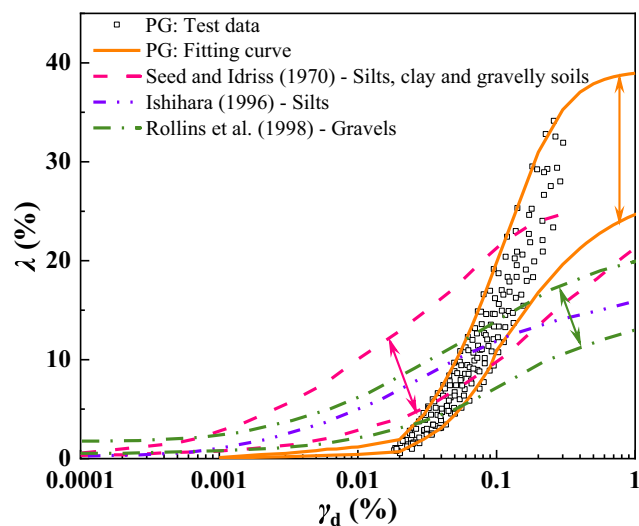 PG: Test data
PG: Fitting curve
Seed and Idriss (1970) - Silts, clay and gravelly soils
Ishihara (1996) - Silts
Rollins et al. (1998) - Gravels
40
30
20
10
0
λ (%)
0.0001 0.001 0.01 0.1 1
γd (%)